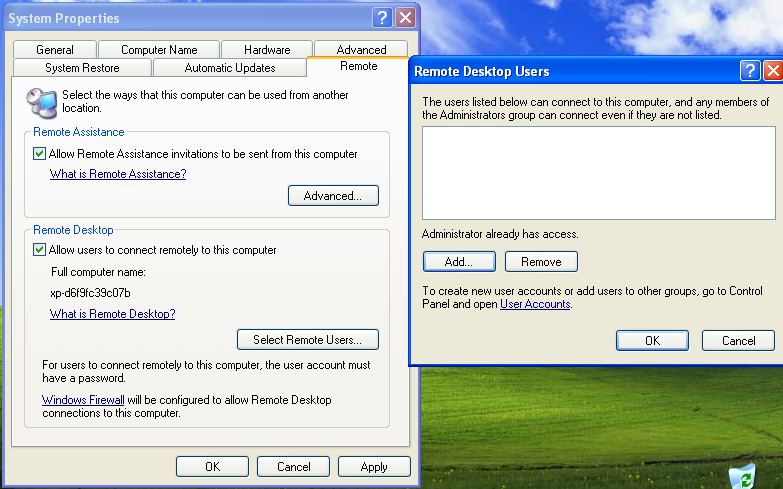 System Properties
General
Computer Name
Hardware
Advanced
System Restore
Automatic Updates
Remote
Select the ways that this computer can be used from another
location.
Remote Assistance
Allow Remote Assistance invitations to be sent from this computer
What is Remote Assistance?
Advanced...
Remote Desktop
Allow users to connect remotely to this computer
Full computer name:
xp-d6f9fc39c07b
What is Remote Desktop?
Select Remote Users...
For users to connect remotely to this computer, the user account must
have a password.
Windows Firewall will be configured to allow Remote Desktop
connections to this computer.
OK
Cancel
Apply
Remote Desktop Users
The users listed below can connect to this computer, and any members of
the Administrators group can connect even if they are not listed.
Administrator already has access.
Add...
Remove
To create new user accounts or add users to other groups, go to Control
Panel and open User Accounts.
OK
Cancel